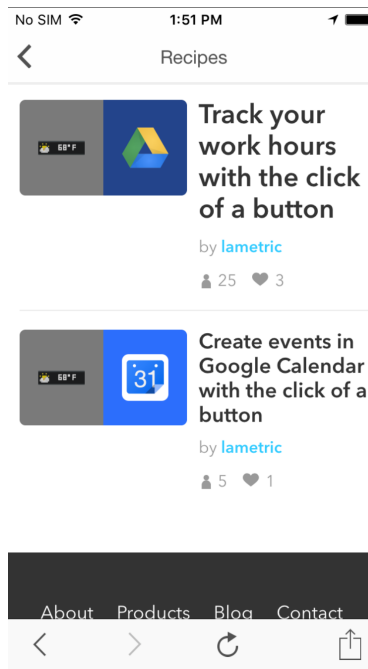 No SIM 1:51 PM
Recipes
68°F
Track your
work hours
with the click
of a button
by lametric
25 3
68°F
31
Create events in
Google Calendar
with the click of a
button
by lametric
5 1
About Products Blog Contact